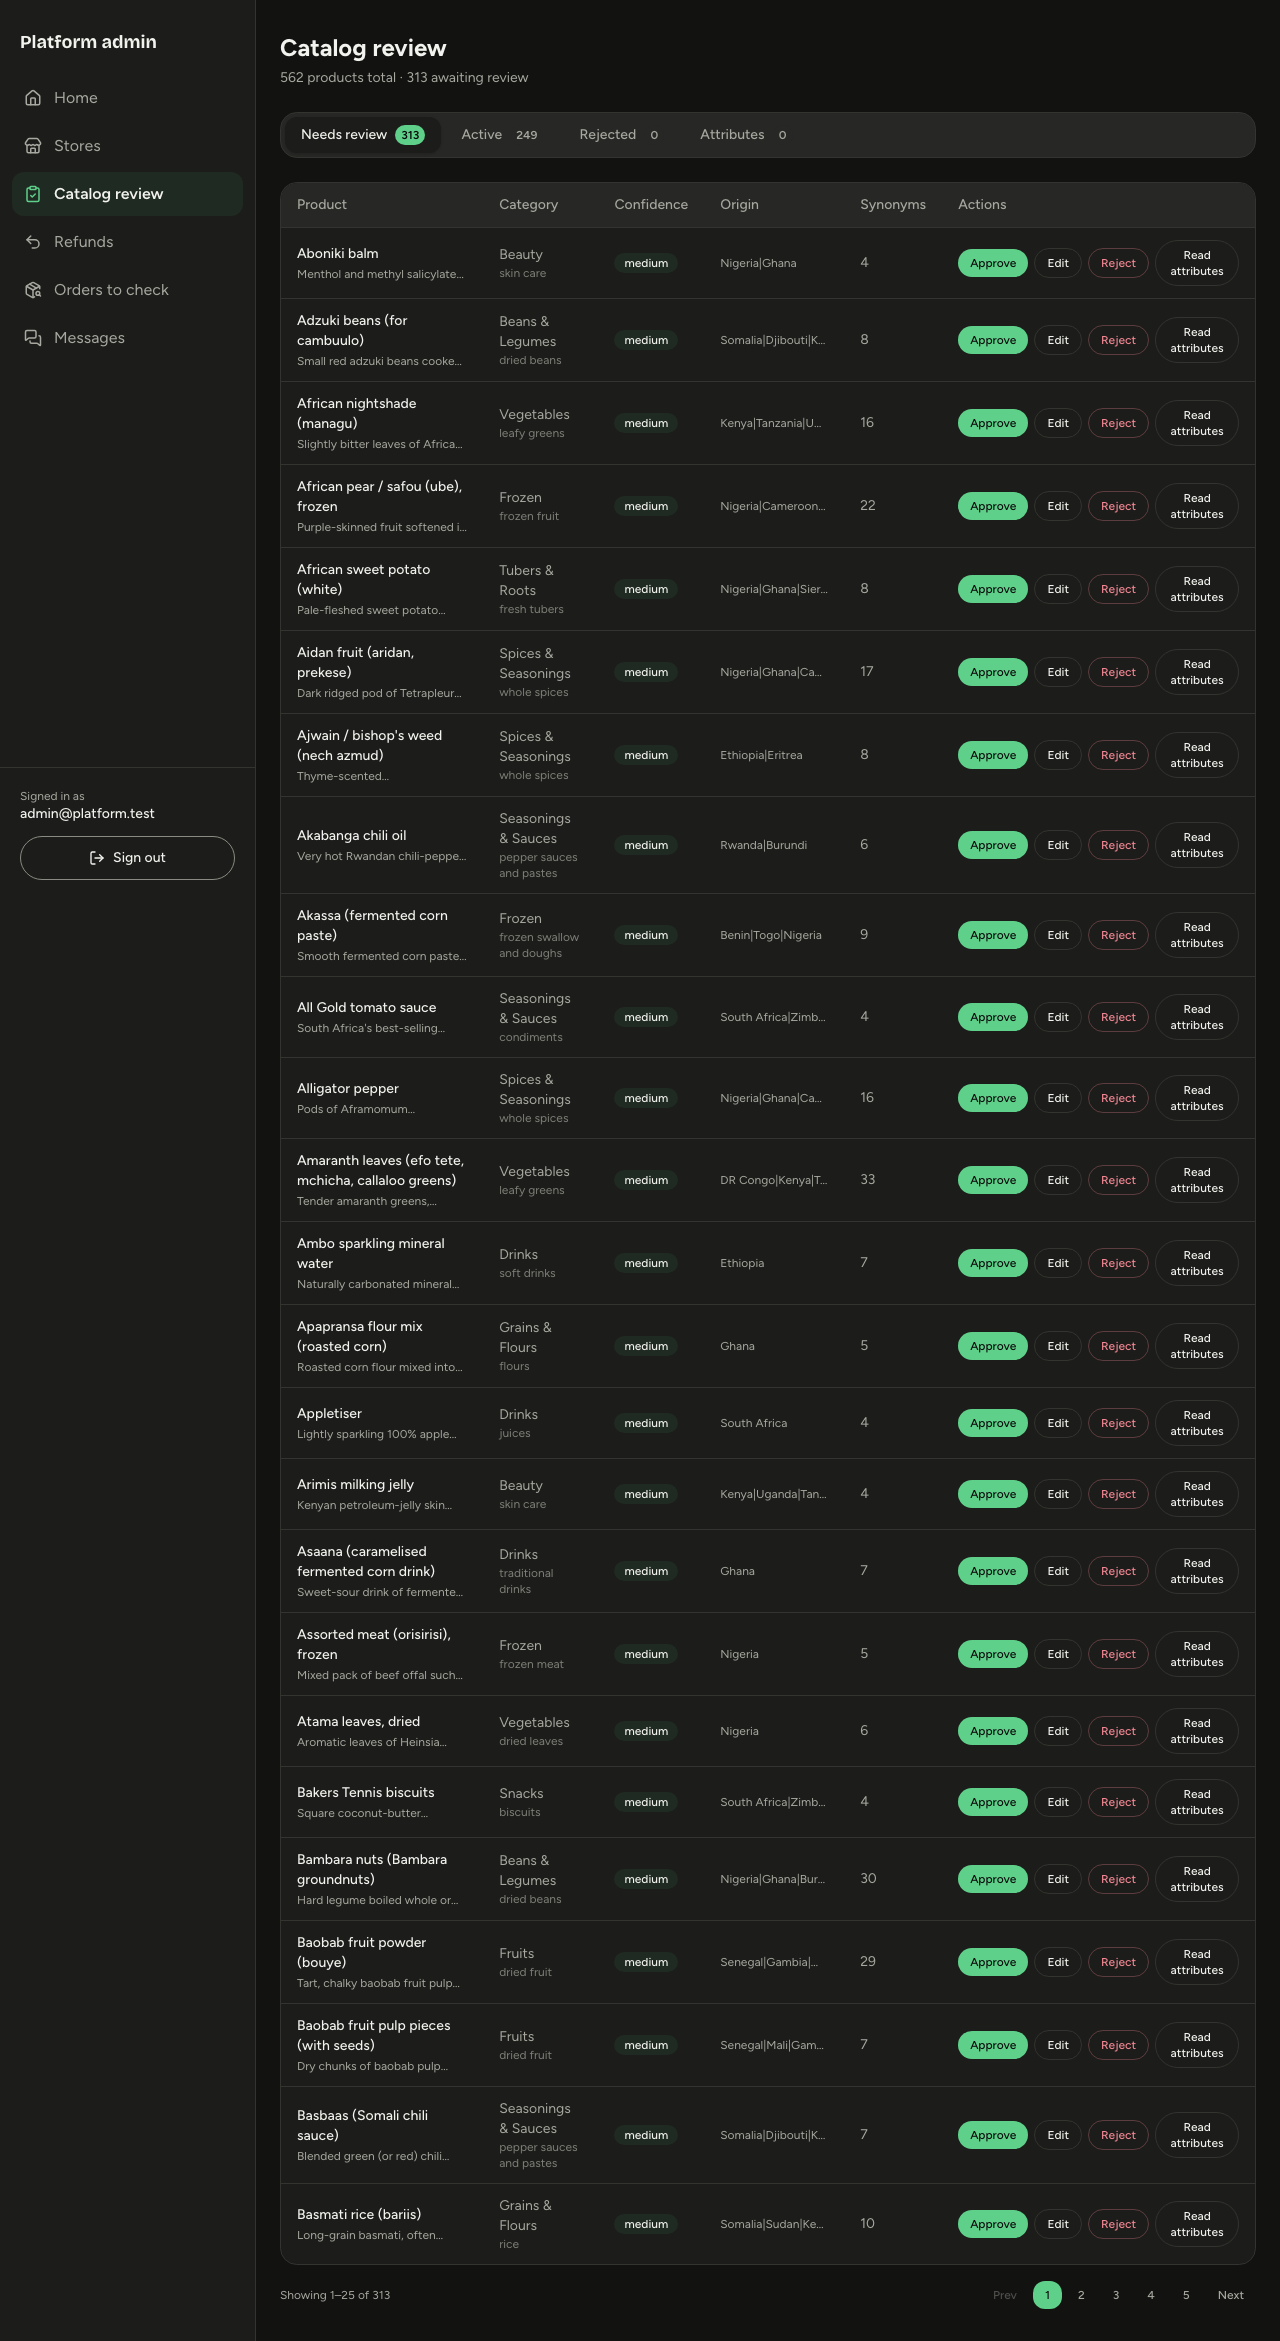 Platform admin
Home
Stores
Catalog review
Refunds
Orders to check
Messages
Signed in as
admin@platform.test
Sign out
Catalog review
562 products total · 313 awaiting review
Needs review 313 Active 249 Rejected 0 Attributes 0
Product Category Confidence Origin Synonyms Actions
Aboniki balm
Menthol and methyl salicylate…
Beauty
skin care
medium
Nigeria|Ghana
4
Approve Edit Reject Read attributes
Adzuki beans (for
cambuulo)
Small red adzuki beans cooke…
Beans &
Legumes
dried beans
medium
Somalia|Djibouti|K…
8
Approve Edit Reject Read attributes
African nightshade
(managu)
Slightly bitter leaves of Africa…
Vegetables
leafy greens
medium
Kenya|Tanzania|U…
16
Approve Edit Reject Read attributes
African pear / safou (ube),
frozen
Purple-skinned fruit softened i…
Frozen
frozen fruit
medium
Nigeria|Cameroon…
22
Approve Edit Reject Read attributes
African sweet potato
(white)
Pale-fleshed sweet potato…
Tubers &
Roots
fresh tubers
medium
Nigeria|Ghana|Sier…
8
Approve Edit Reject Read attributes
Aidan fruit (aridan,
prekese)
Dark ridged pod of Tetrapleur…
Spices &
Seasonings
whole spices
medium
Nigeria|Ghana|Ca…
17
Approve Edit Reject Read attributes
Ajwain / bishop's weed
(nech azmud)
Thyme-scented…
Spices &
Seasonings
whole spices
medium
Ethiopia|Eritrea
8
Approve Edit Reject Read attributes
Akabanga chili oil
Very hot Rwandan chili-peppe…
Seasonings
& Sauces
pepper sauces
and pastes
medium
Rwanda|Burundi
6
Approve Edit Reject Read attributes
Akassa (fermented corn
paste)
Smooth fermented corn paste…
Frozen
frozen swallow
and doughs
medium
Benin|Togo|Nigeria
9
Approve Edit Reject Read attributes
All Gold tomato sauce
South Africa's best-selling…
Seasonings
& Sauces
condiments
medium
South Africa|Zimb…
4
Approve Edit Reject Read attributes
Alligator pepper
Pods of Aframomum…
Spices &
Seasonings
whole spices
medium
Nigeria|Ghana|Ca…
16
Approve Edit Reject Read attributes
Amaranth leaves (efo tete,
mchicha, callaloo greens)
Tender amaranth greens,…
Vegetables
leafy greens
medium
DR Congo|Kenya|T…
33
Approve Edit Reject Read attributes
Ambo sparkling mineral
water
Naturally carbonated mineral…
Drinks
soft drinks
medium
Ethiopia
7
Approve Edit Reject Read attributes
Apapransa flour mix
(roasted corn)
Roasted corn flour mixed into…
Grains &
Flours
flours
medium
Ghana
5
Approve Edit Reject Read attributes
Appletiser
Lightly sparkling 100% apple…
Drinks
juices
medium
South Africa
4
Approve Edit Reject Read attributes
Arimis milking jelly
Kenyan petroleum-jelly skin…
Beauty
skin care
medium
Kenya|Uganda|Tan…
4
Approve Edit Reject Read attributes
Asaana (caramelised
fermented corn drink)
Sweet-sour drink of fermente…
Drinks
traditional
drinks
medium
Ghana
7
Approve Edit Reject Read attributes
Assorted meat (orisirisi),
frozen
Mixed pack of beef offal such…
Frozen
frozen meat
medium
Nigeria
5
Approve Edit Reject Read attributes
Atama leaves, dried
Aromatic leaves of Heinsia…
Vegetables
dried leaves
medium
Nigeria
6
Approve Edit Reject Read attributes
Bakers Tennis biscuits
Square coconut-butter…
Snacks
biscuits
medium
South Africa|Zimb…
4
Approve Edit Reject Read attributes
Bambara nuts (Bambara
groundnuts)
Hard legume boiled whole or…
Beans &
Legumes
dried beans
medium
Nigeria|Ghana|Bur…
30
Approve Edit Reject Read attributes
Baobab fruit powder
(bouye)
Tart, chalky baobab fruit pulp…
Fruits
dried fruit
medium
Senegal|Gambia|…
29
Approve Edit Reject Read attributes
Baobab fruit pulp pieces
(with seeds)
Dry chunks of baobab pulp…
Fruits
dried fruit
medium
Senegal|Mali|Gam…
7
Approve Edit Reject Read attributes
Basbaas (Somali chili
sauce)
Blended green (or red) chili…
Seasonings
& Sauces
pepper sauces
and pastes
medium
Somalia|Djibouti|K…
7
Approve Edit Reject Read attributes
Basmati rice (bariis)
Long-grain basmati, often…
Grains &
Flours
rice
medium
Somalia|Sudan|Ke…
10
Approve Edit Reject Read attributes
Showing 1–25 of 313
Prev 1 2 3 4 5 Next